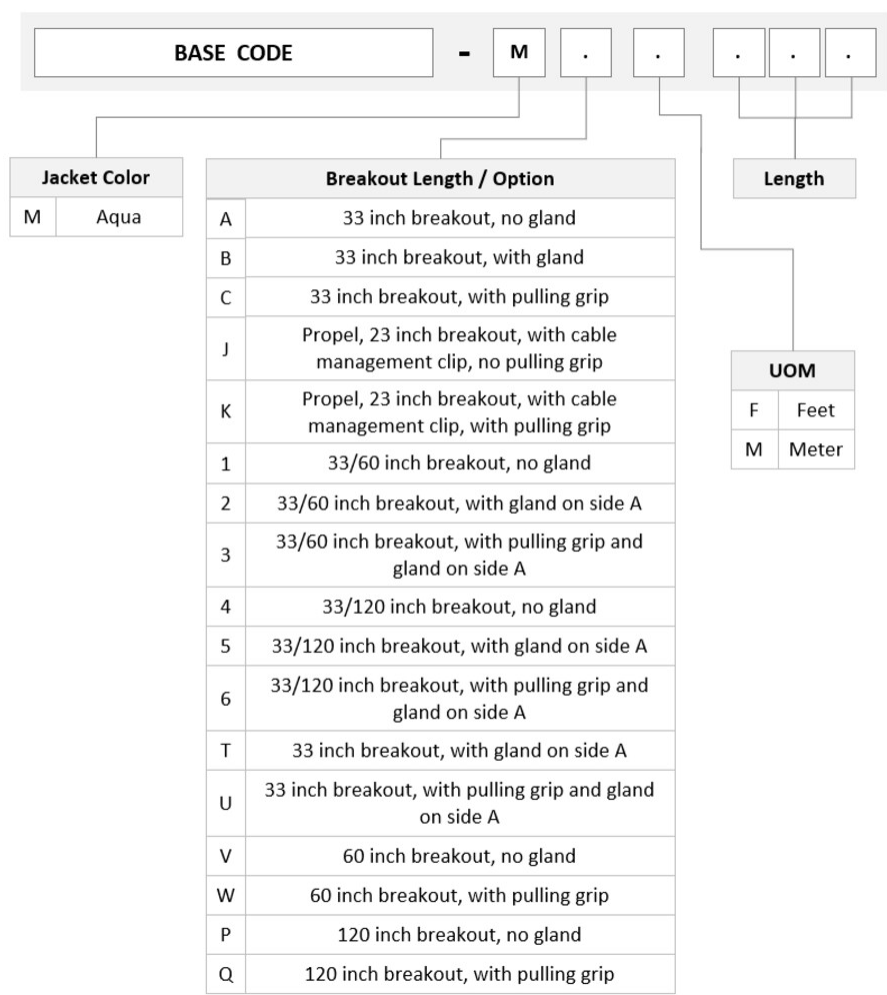 BASE CODE - M . . . . .
Jacket Color
M Aqua
Breakout Length / Option
A 33 inch breakout, no gland
B 33 inch breakout, with gland
C 33 inch breakout, with pulling grip
J Propel, 23 inch breakout, with cable
management clip, no pulling grip
K Propel, 23 inch breakout, with cable
management clip, with pulling grip
1 33/60 inch breakout, no gland
2 33/60 inch breakout, with gland on side A
3 33/60 inch breakout, with pulling grip and
gland on side A
4 33/120 inch breakout, no gland
5 33/120 inch breakout, with gland on side A
6 33/120 inch breakout, with pulling grip and
gland on side A
T 33 inch breakout, with gland on side A
U 33 inch breakout, with pulling grip and gland
on side A
V 60 inch breakout, no gland
W 60 inch breakout, with pulling grip
P 120 inch breakout, no gland
Q 120 inch breakout, with pulling grip
Length
UOM
F Feet
M Meter